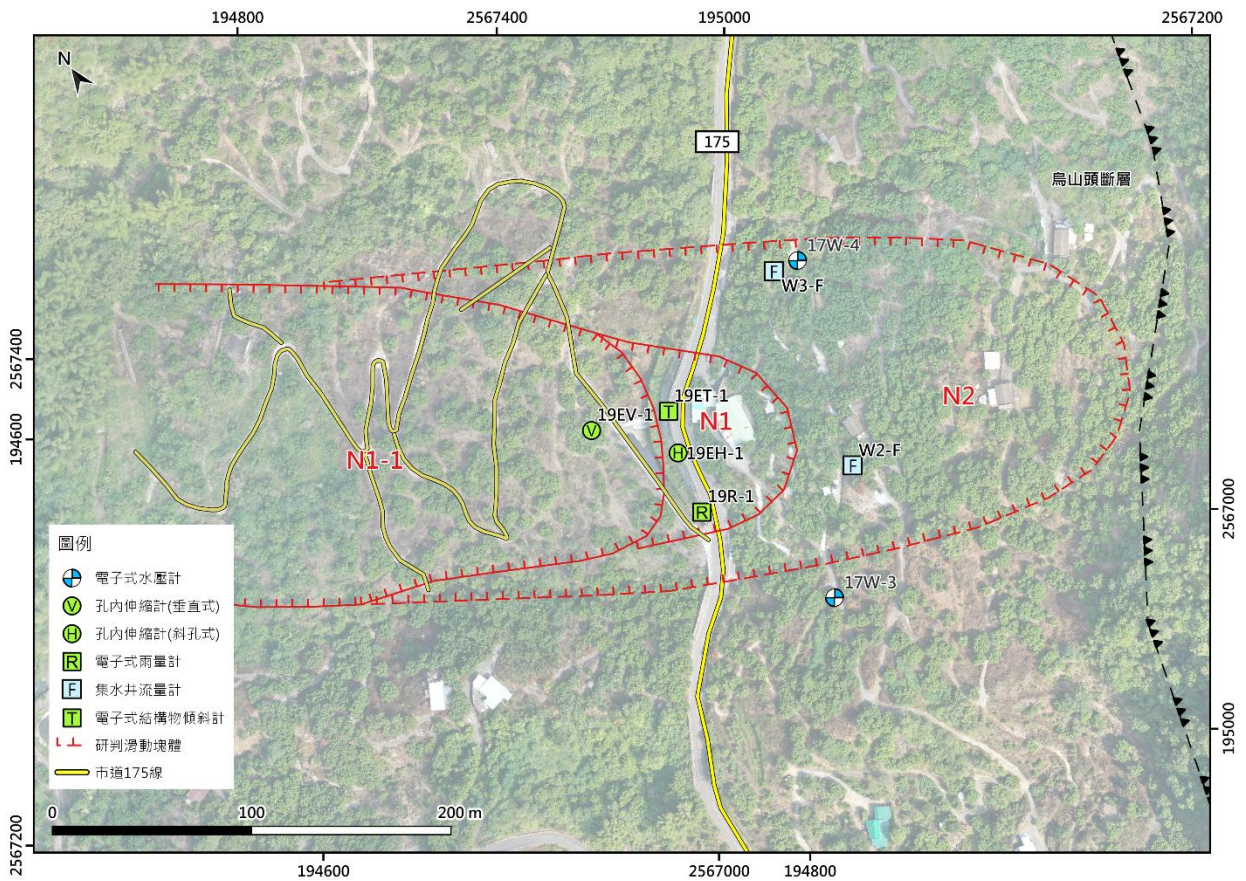 194800
2567400
195000
2567200
N
175
烏山頭斷層
17W-4
F
W3-F
2567400
194600
19ET-1
T
19EV-1
V
N1
N2
19EH-1
H
W2-F
F
N1-1
19R-1
R
2567000
17W-3
圖例
電子式水壓計
V 孔內伸縮計(垂直式)
H 孔內伸縮計(斜孔式)
R 電子式雨量計
F 集水井流量計
T 電子式結構物傾斜計
研判滑動塊體
市道175線
0 100 200 m
195000
2567200
194600
2567000
194800